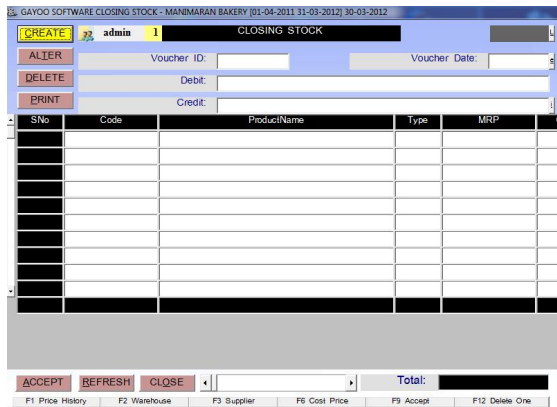 GAYOO SOFTWARE CLOSING STOCK - MANIMARAN BAKERY [01-04-2011 31-03-2012] 30-03-2012
CREATE admin 1 CLOSING STOCK
ALTER Voucher ID: Voucher Date:
DELETE Debit:
PRINT Credit:
SNo Code ProductName Type MRP
ACCEPT REFRESH CLOSE Total:
F1 Price History F2 Warehouse F3 Supplier F6 Cost Price F9 Accept F12 Delete One